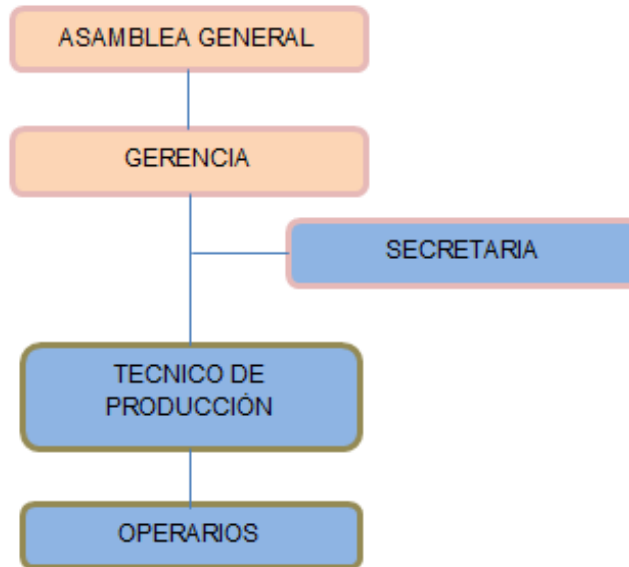 ASAMBLEA GENERAL
GERENCIA
SECRETARIA
TECNICO DE
PRODUCCIÓN
OPERARIOS